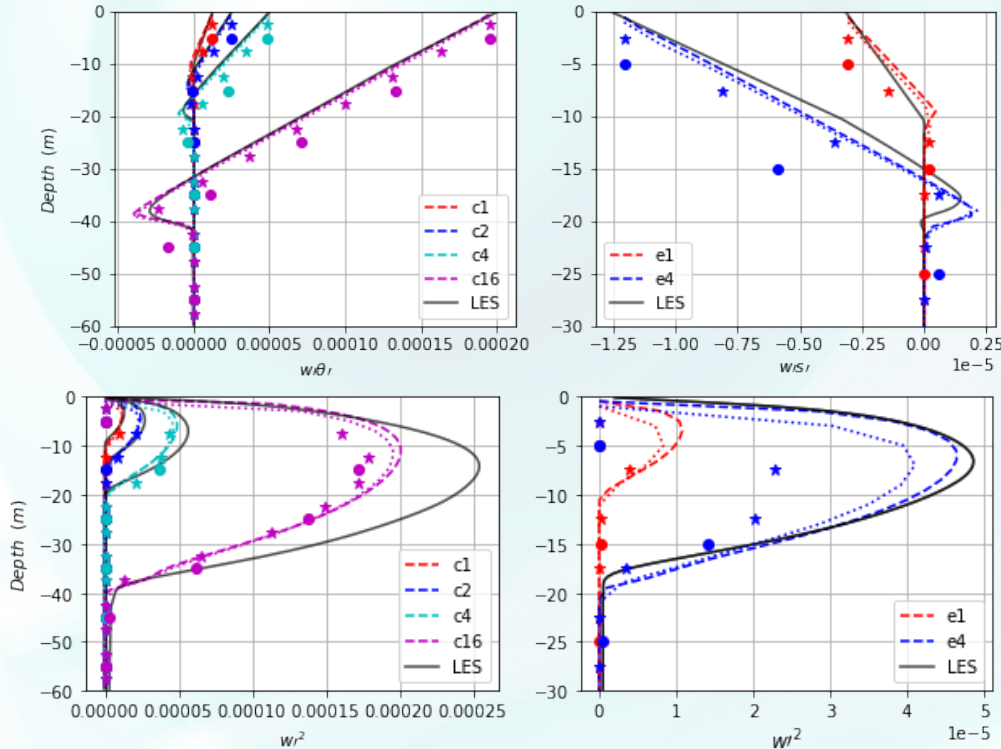 0
−10
−20
−30
−40
−50
−60
Depth (m)
−0.00005 0.00000 0.00005 0.00010 0.00015 0.00020
w′θ′
c1
c2
c4
c16
LES
0
−5
−10
−15
−20
−25
−30
−1.25 −1.00 −0.75 −0.50 −0.25 0.00 0.25
1e−5
w′s′
e1
e4
LES
0
−10
−20
−30
−40
−50
−60
Depth (m)
0.00000 0.00005 0.00010 0.00015 0.00020 0.00025
w′²
c1
c2
c4
c16
LES
0
−5
−10
−15
−20
−25
−30
0 1 2 3 4 5
1e−5
w′²
e1
e4
LES